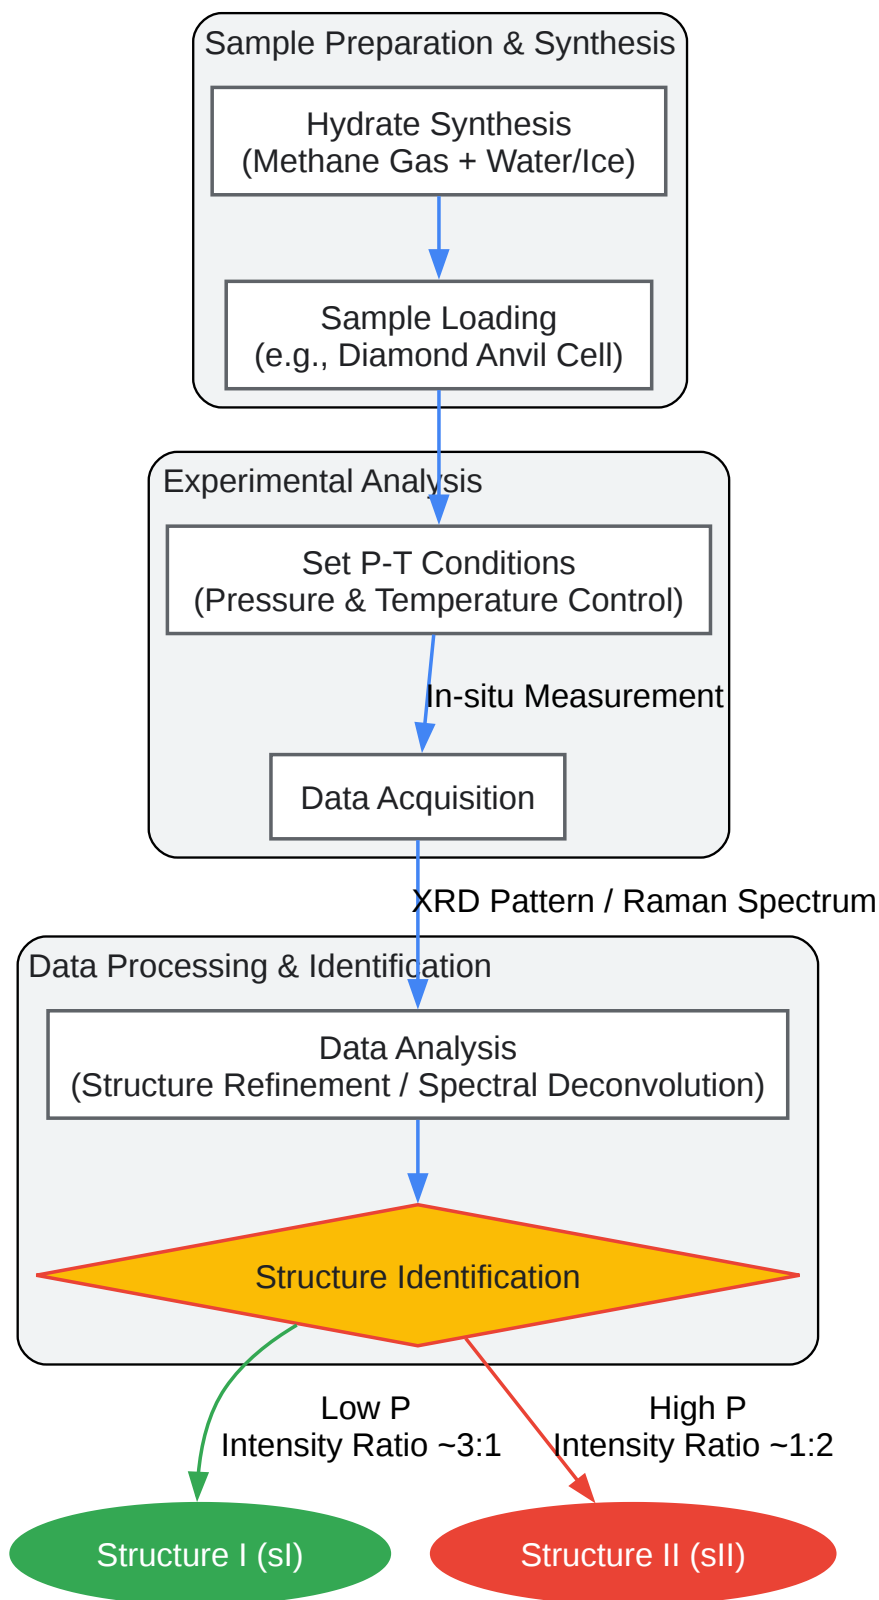 Sample Preparation & Synthesis
Hydrate Synthesis
(Methane Gas + Water/Ice)
Sample Loading
(e.g., Diamond Anvil Cell)
Experimental Analysis
Set P-T Conditions
(Pressure & Temperature Control)
In-situ Measurement
Data Acquisition
XRD Pattern / Raman Spectrum
Data Processing & Identification
Data Analysis
(Structure Refinement / Spectral Deconvolution)
Structure Identification
Low P
Intensity Ratio ~3:1
High P
Intensity Ratio ~1:2
Structure I (sI)
Structure II (sII)